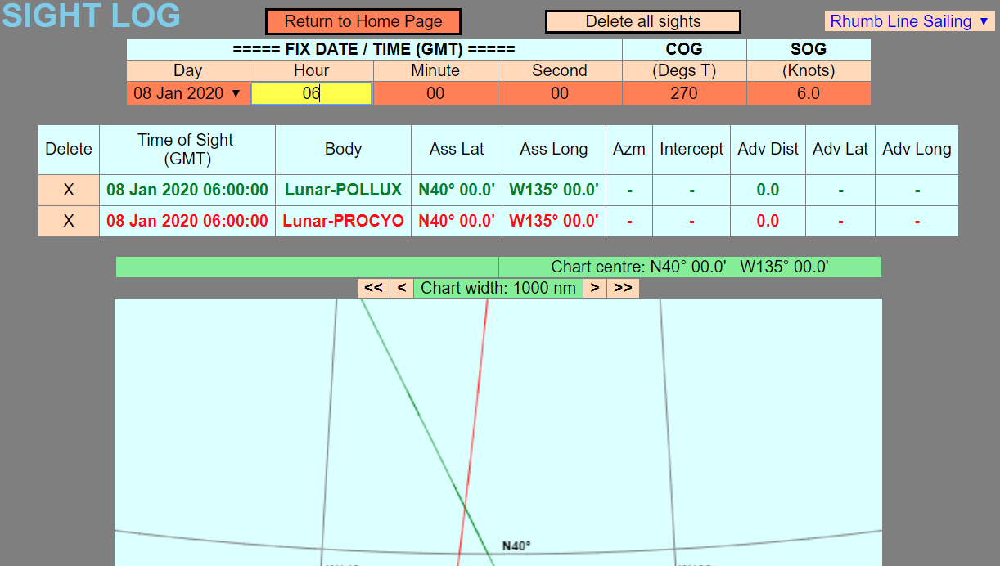 SIGHT LOG
Return to Home Page
Delete all sights
Rhumb Line Sailing ▼
===== FIX DATE / TIME (GMT) ===== COG SOG
Day Hour Minute Second (Degs T) (Knots)
08 Jan 2020 ▼ 06 00 00 270 6.0
Delete Time of Sight (GMT) Body Ass Lat Ass Long Azm Intercept Adv Dist Adv Lat Adv Long
X 08 Jan 2020 06:00:00 Lunar-POLLUX N40° 00.0' W135° 00.0' - - 0.0 - -
X 08 Jan 2020 06:00:00 Lunar-PROCYO N40° 00.0' W135° 00.0' - - 0.0 - -
Chart centre: N40° 00.0' W135° 00.0'
<< < Chart width: 1000 nm > >>
N40°